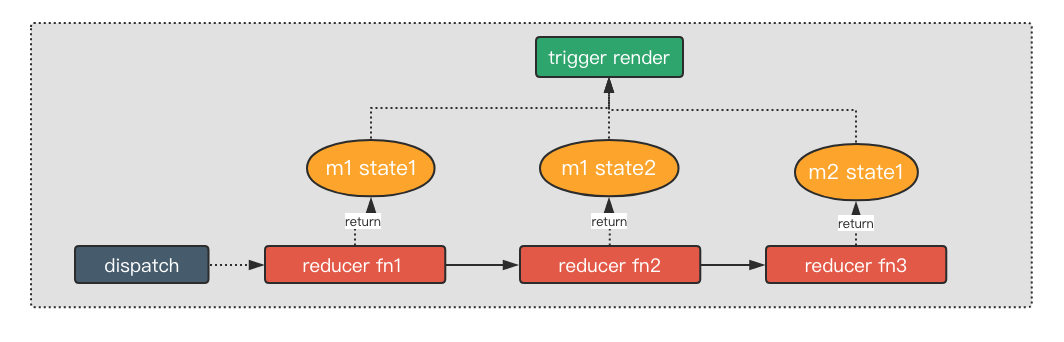 trigger render
m1 state1
m1 state2
m2 state1
return
return
return
dispatch
reducer fn1
reducer fn2
reducer fn3